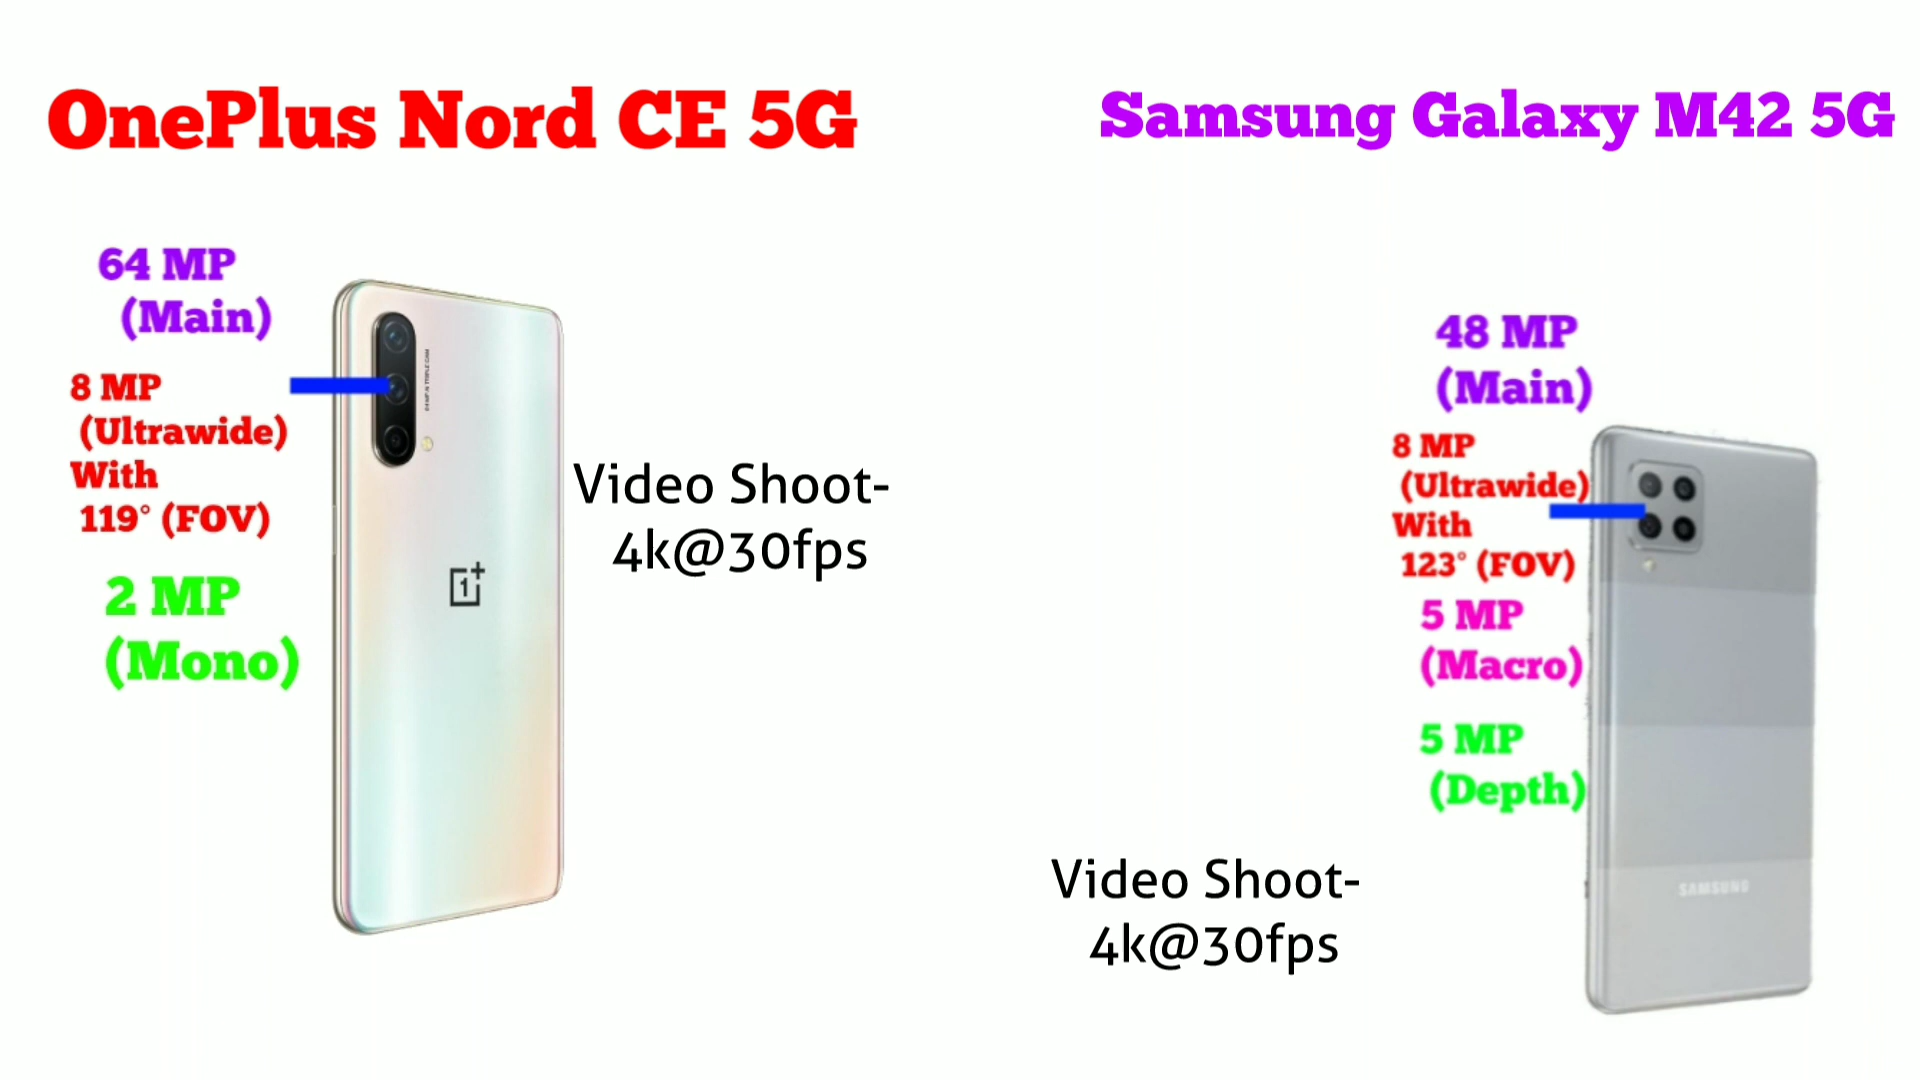 OnePlus Nord CE 5G
64 MP
(Main)
8 MP
(Ultrawide)
With
119° (FOV)
2 MP
(Mono)
Video Shoot-
4k@30fps
Samsung Galaxy M42 5G
48 MP
(Main)
8 MP
(Ultrawide)
With
123° (FOV)
5 MP
(Macro)
5 MP
(Depth)
Video Shoot-
4k@30fps
SAMSUNG